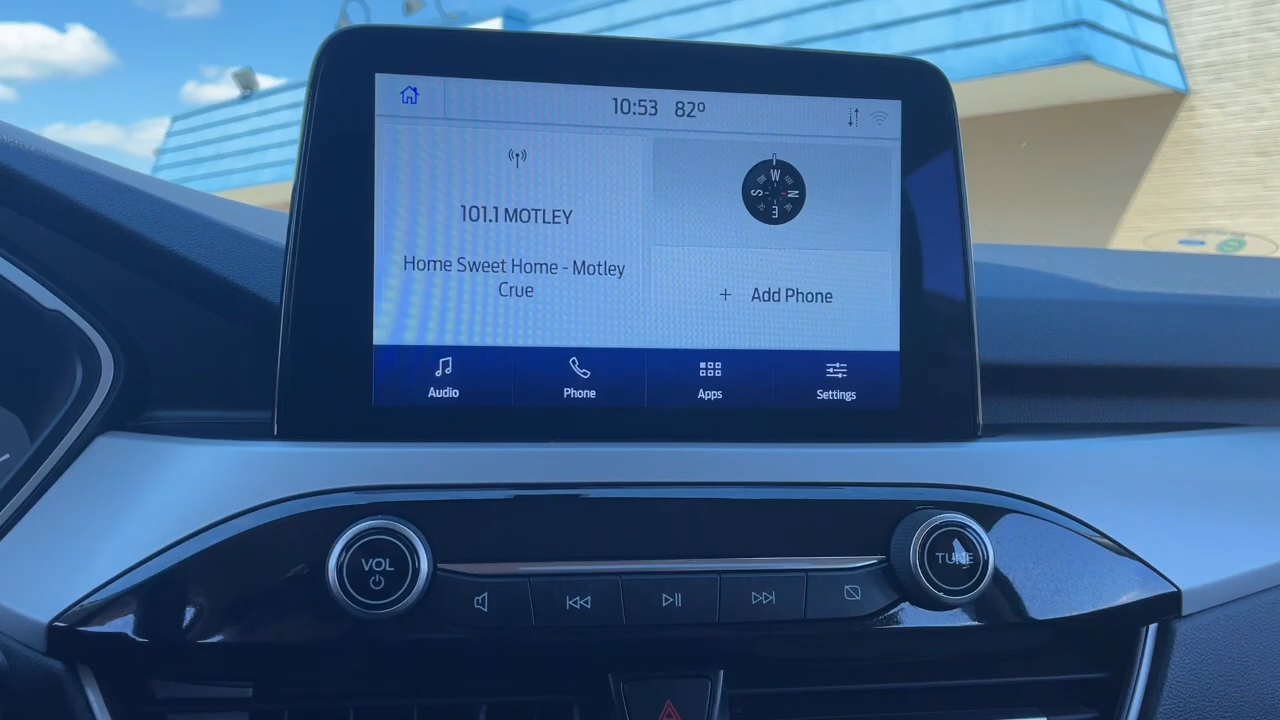 10:53 82°
101.1 MOTLEY
Home Sweet Home - Motley
Crue
W
S N
E
+ Add Phone
Audio Phone Apps Settings
VOL
TUNE